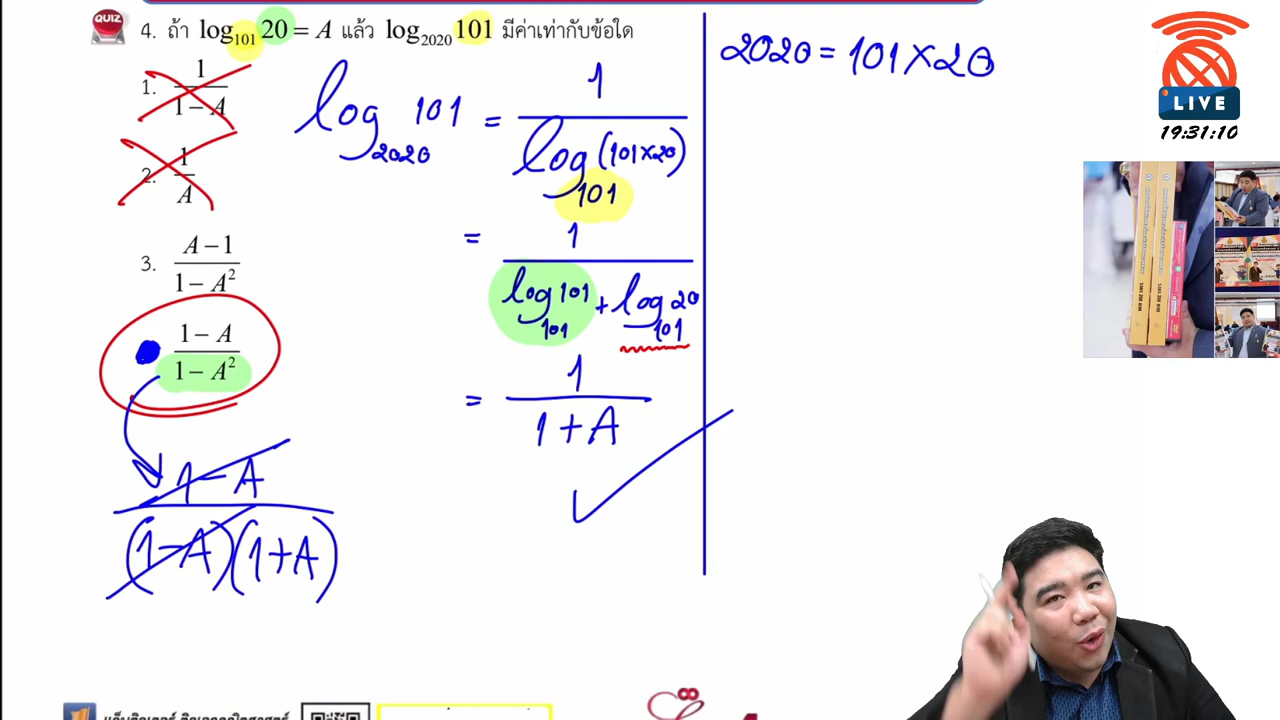 QUIZ
4. ถ้า log₁₀₁ 20 = A แล้ว log₂₀₂₀ 101 มีค่าเท่ากับข้อใด
1. 1/(1 − A)
2. 1/A
3. (A − 1)/(1 − A²)
(1 − A)/(1 − A²)
1 − A/((1 − A)(1 + A))
log₂₀₂₀ 101 = 1/(log₁₀₁ (101×20))
= 1/(log₁₀₁ 101 + log₁₀₁ 20)
= 1/(1 + A)
2020 = 101 × 20
LIVE
19:31:10